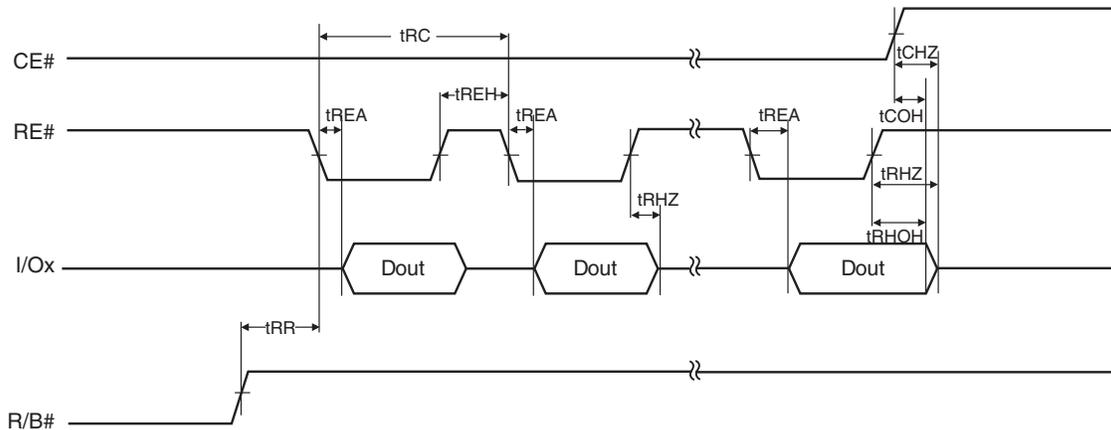 tRC
tCHZ
CE#
tREH
tREA
tREA
tREA
tCOH
RE#
tRHZ
tRHZ
tRHOH
I/Ox
Dout
Dout
Dout
tRR
R/B#